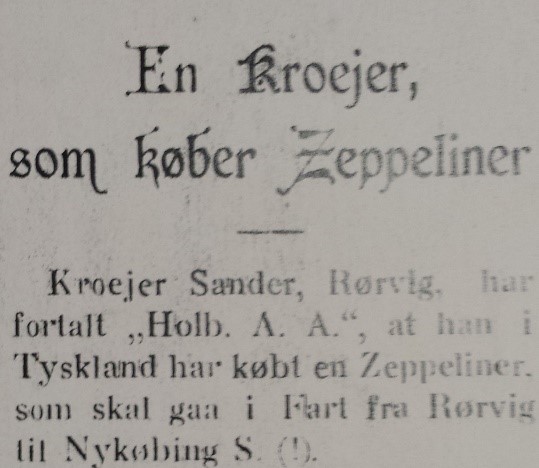 En Kroejer,
som køber Zeppeliner
Kroejer Sander, Rørvig, har
fortalt „Holb. A. A.“, at han i
Tyskland har købt en Zeppeliner,
som skal gaa i Fart fra Rørvig
til Nykøbing S. (!).